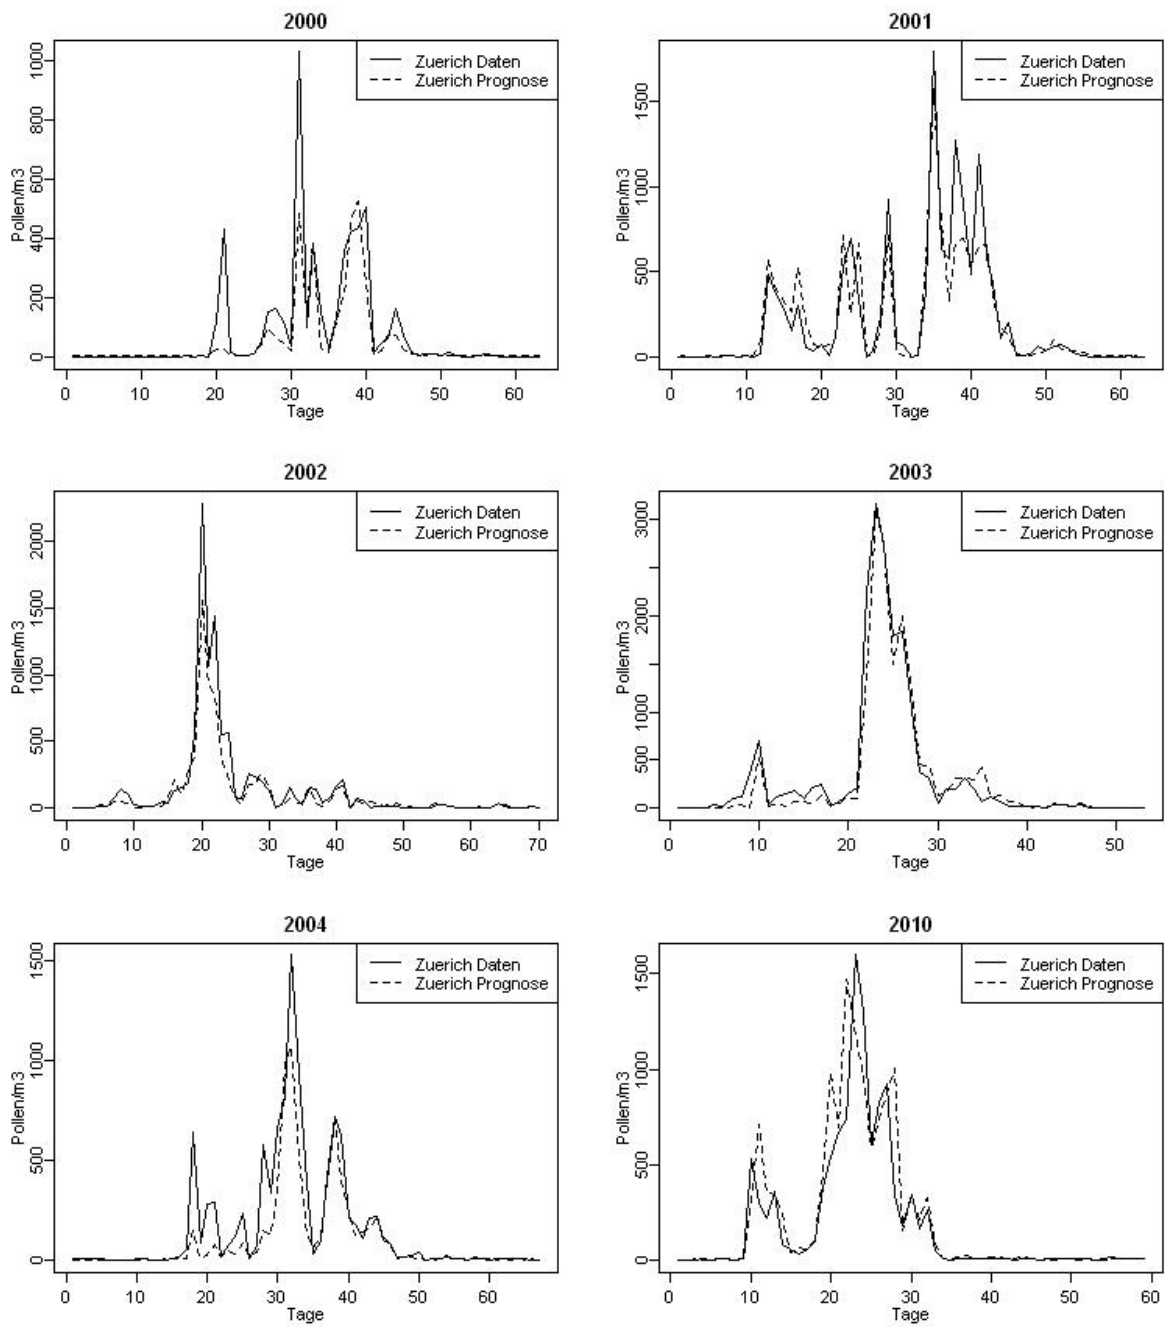 2000
Zuerich Daten
Zuerich Prognose
Pollen/m3
0 200 400 600 800 1000
0 10 20 30 40 50 60
Tage
2001
Zuerich Daten
Zuerich Prognose
Pollen/m3
0 500 1000 1500
0 10 20 30 40 50 60
Tage
2002
Zuerich Daten
Zuerich Prognose
Pollen/m3
0 500 1000 1500 2000
0 10 20 30 40 50 60 70
Tage
2003
Zuerich Daten
Zuerich Prognose
Pollen/m3
0 500 1000 2000 3000
0 10 20 30 40 50
Tage
2004
Zuerich Daten
Zuerich Prognose
Pollen/m3
0 500 1000 1500
0 10 20 30 40 50 60
Tage
2010
Zuerich Daten
Zuerich Prognose
Pollen/m3
0 500 1000 1500
0 10 20 30 40 50 60
Tage